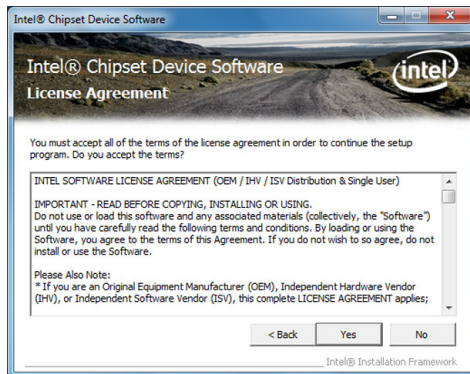 Intel® Chipset Device Software
Intel® Chipset Device Software
License Agreement
intel
You must accept all of the terms of the license agreement in order to continue the setup
program. Do you accept the terms?
INTEL SOFTWARE LICENSE AGREEMENT (OEM / IHV / ISV Distribution & Single User)
IMPORTANT - READ BEFORE COPYING, INSTALLING OR USING.
Do not use or load this software and any associated materials (collectively, the "Software")
until you have carefully read the following terms and conditions. By loading or using the
Software, you agree to the terms of this Agreement. If you do not wish to so agree, do not
install or use the Software.
Please Also Note:
* If you are an Original Equipment Manufacturer (OEM), Independent Hardware Vendor
(IHV), or Independent Software Vendor (ISV), this complete LICENSE AGREEMENT applies;
< Back Yes No
Intel® Installation Framework